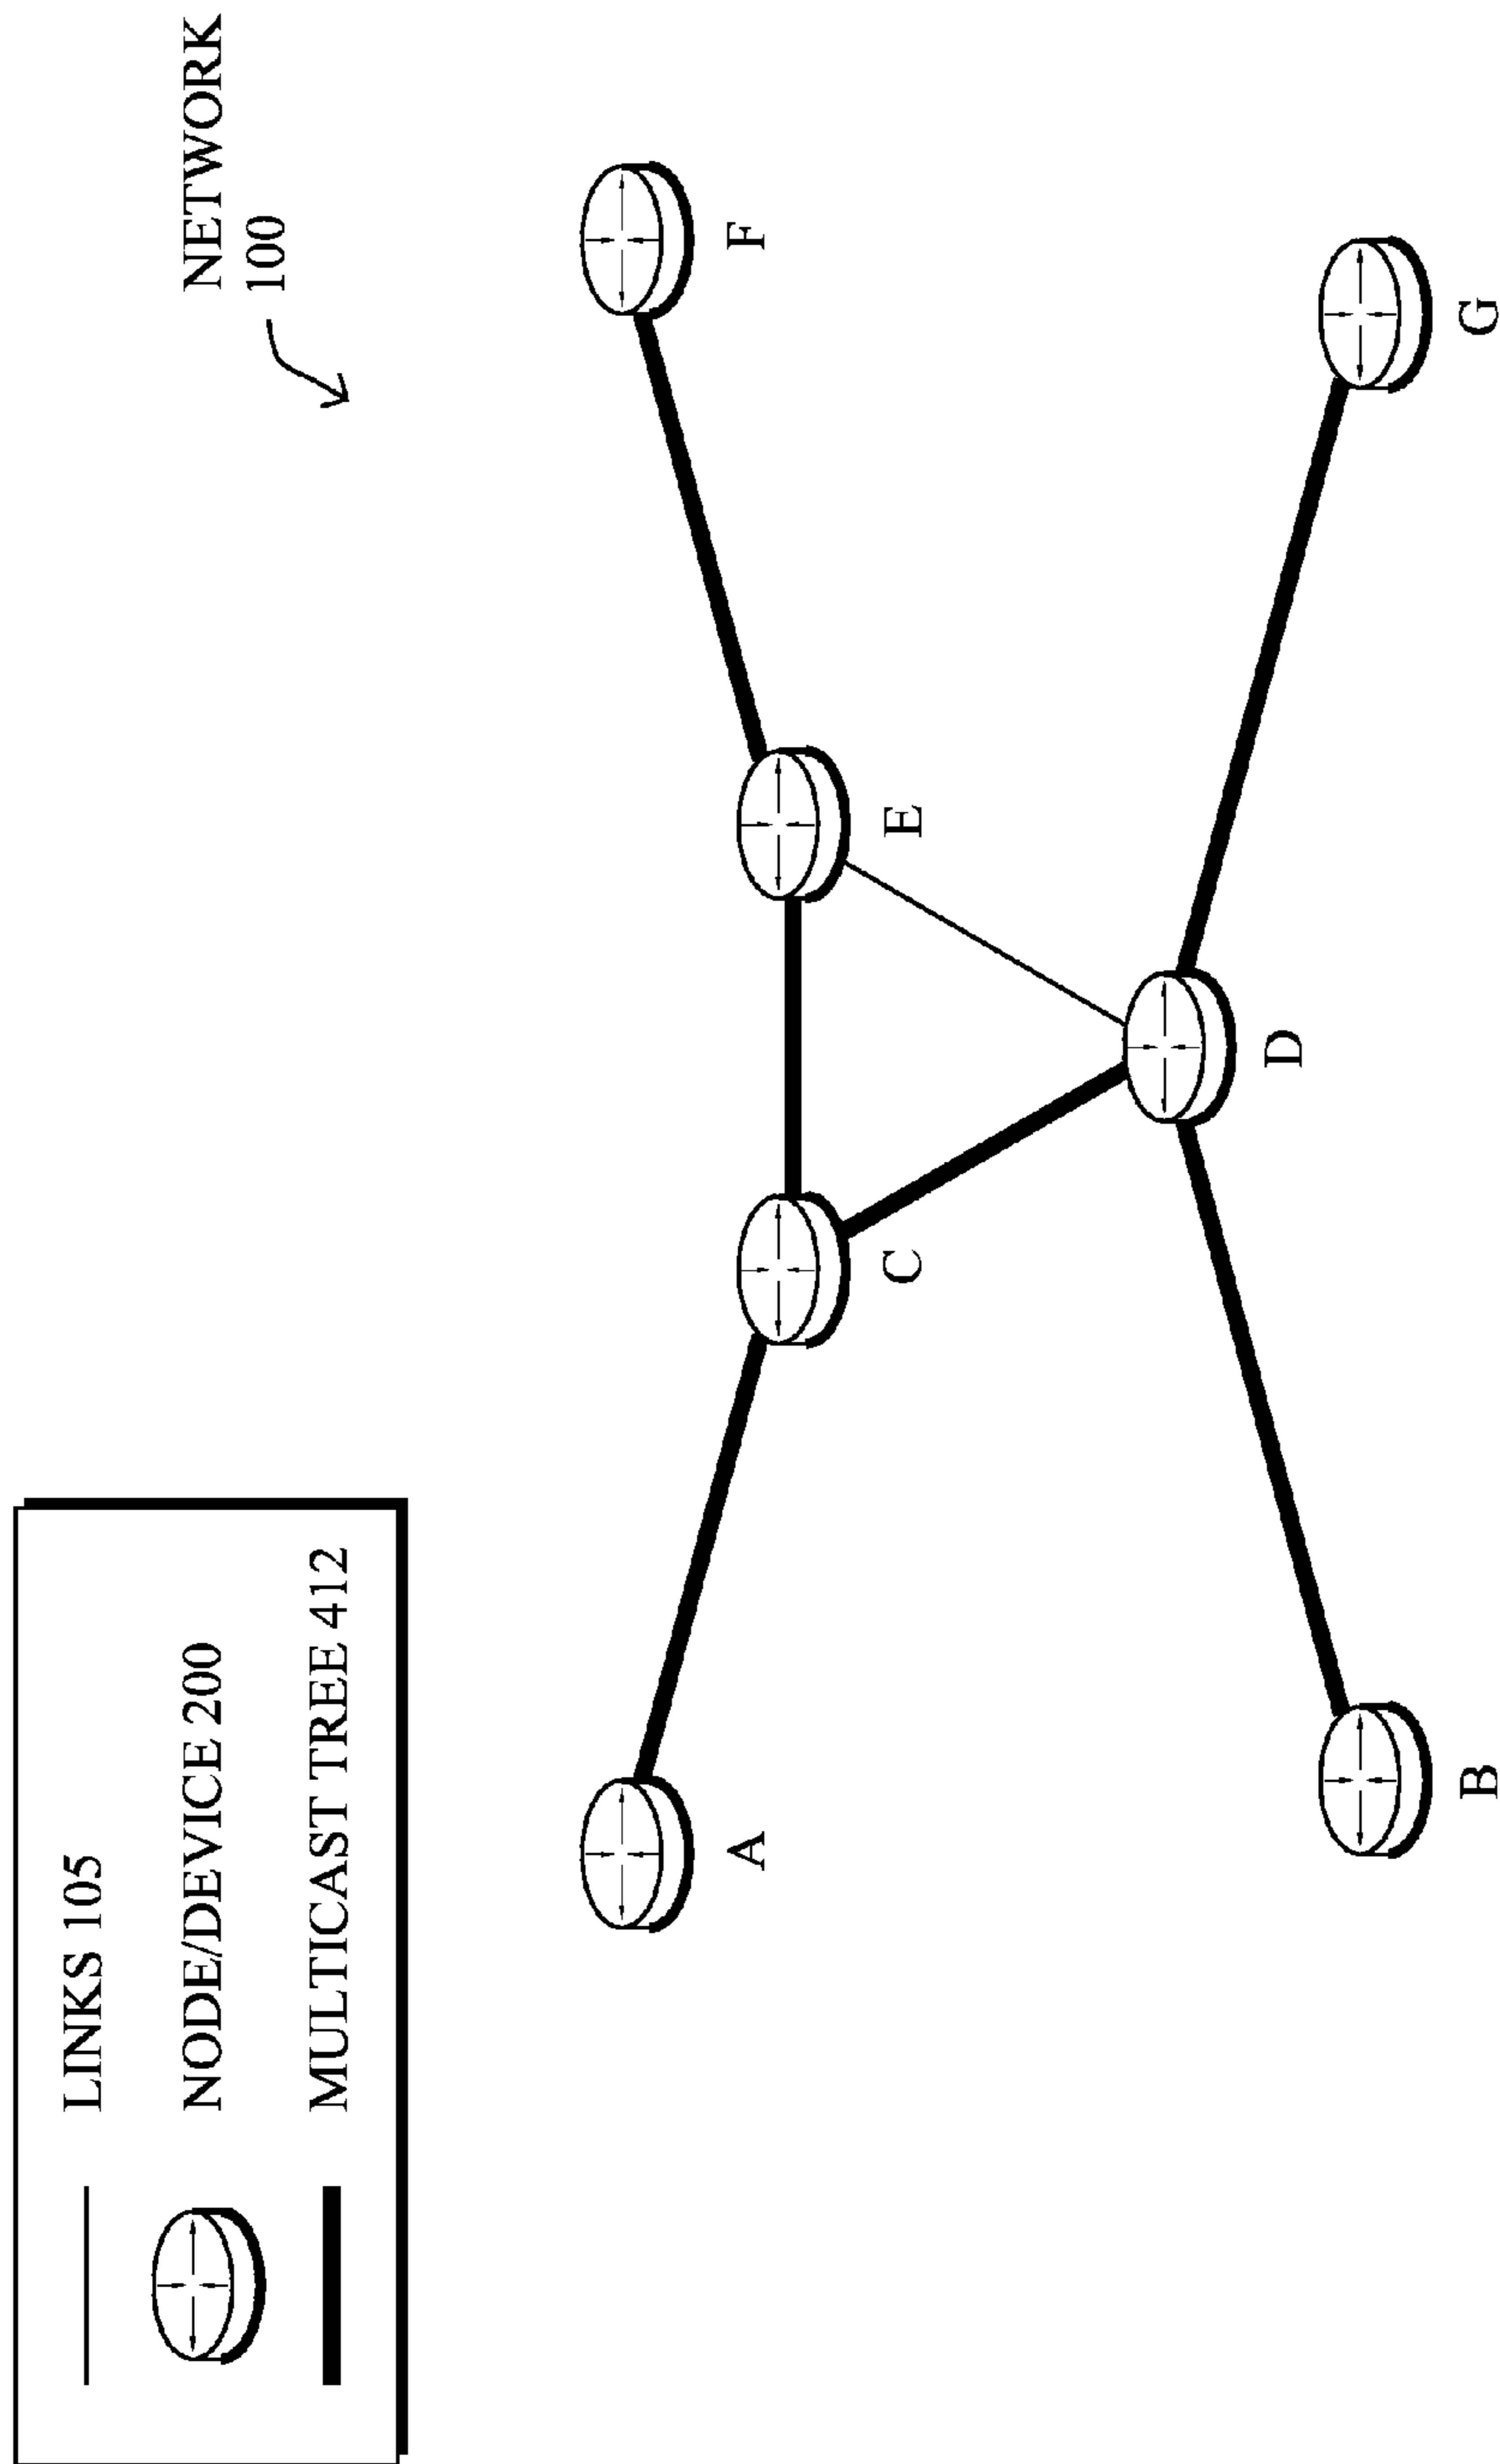 LINKS 105
NODE/DEVICE 200
MULTICAST TREE 412
NETWORK
100
A
C
E
F
B
D
G